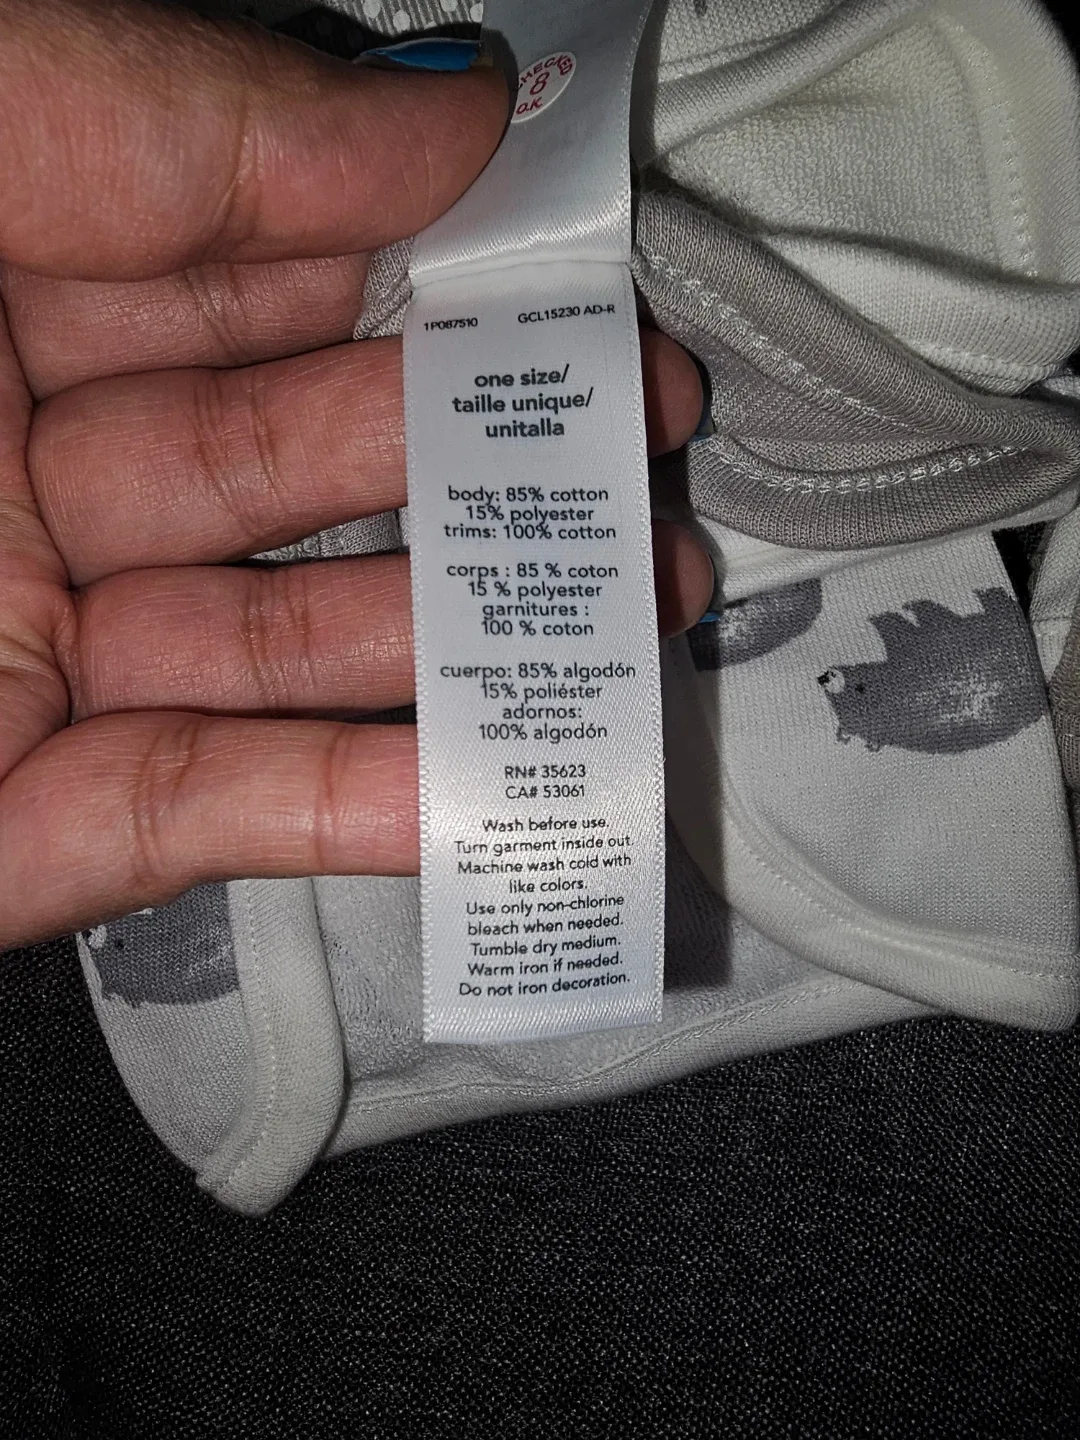 CHECKED
8
O.K.
1P087510 GCL15230 AD-R
one size/
taille unique/
unitalla
body: 85% cotton
15% polyester
trims: 100% cotton
corps : 85 % coton
15 % polyester
garnitures :
100 % coton
cuerpo: 85% algodón
15% poliéster
adornos:
100% algodón
RN# 35623
CA# 53061
Wash before use.
Turn garment inside out.
Machine wash cold with
like colors.
Use only non-chlorine
bleach when needed.
Tumble dry medium.
Warm iron if needed.
Do not iron decoration.